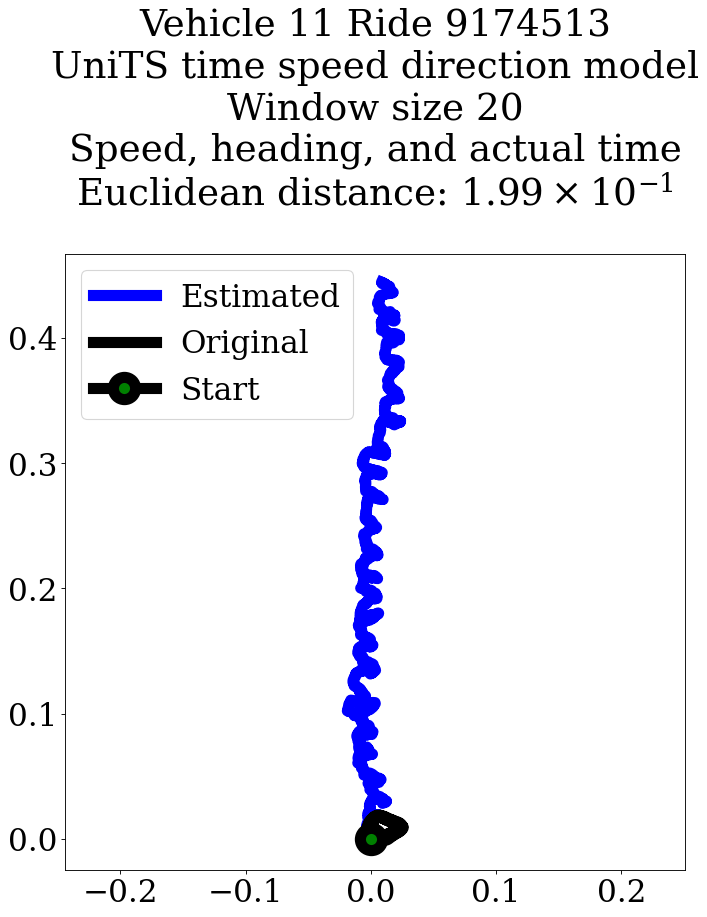 Vehicle 11 Ride 9174513
UniTS time speed direction model
Window size 20
Speed, heading, and actual time
Euclidean distance: 1.99 × 10⁻¹
Estimated
Original
Start
0.4
0.3
0.2
0.1
0.0
−0.2 −0.1 0.0 0.1 0.2